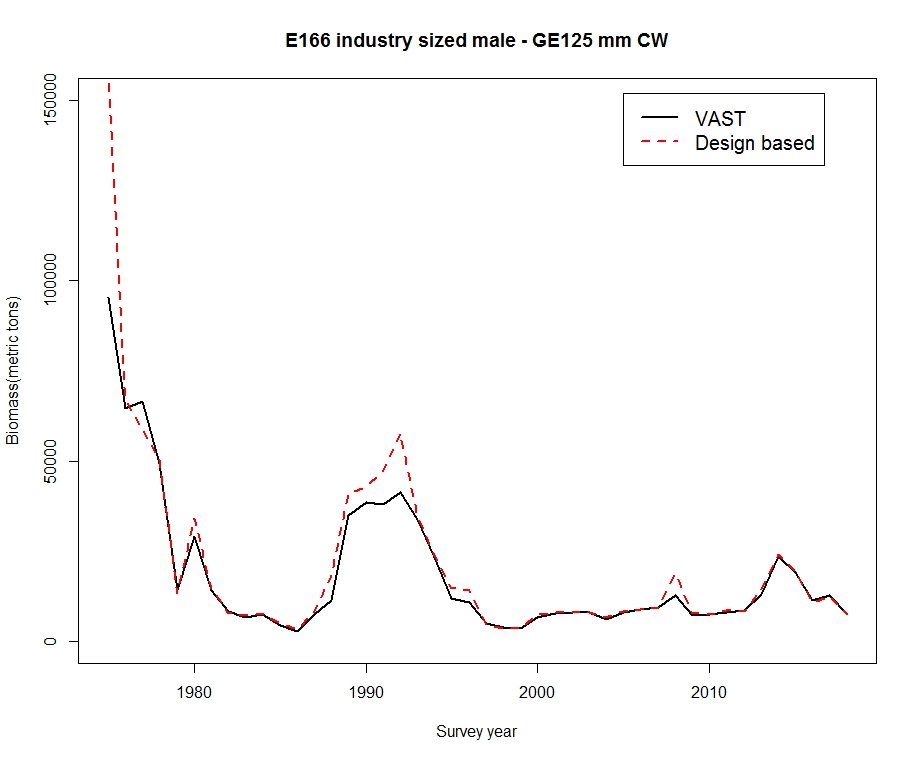 E166 industry sized male - GE125 mm CW
VAST
Design based
150000
100000
50000
0
Biomass(metric tons)
1980 1990 2000 2010
Survey year